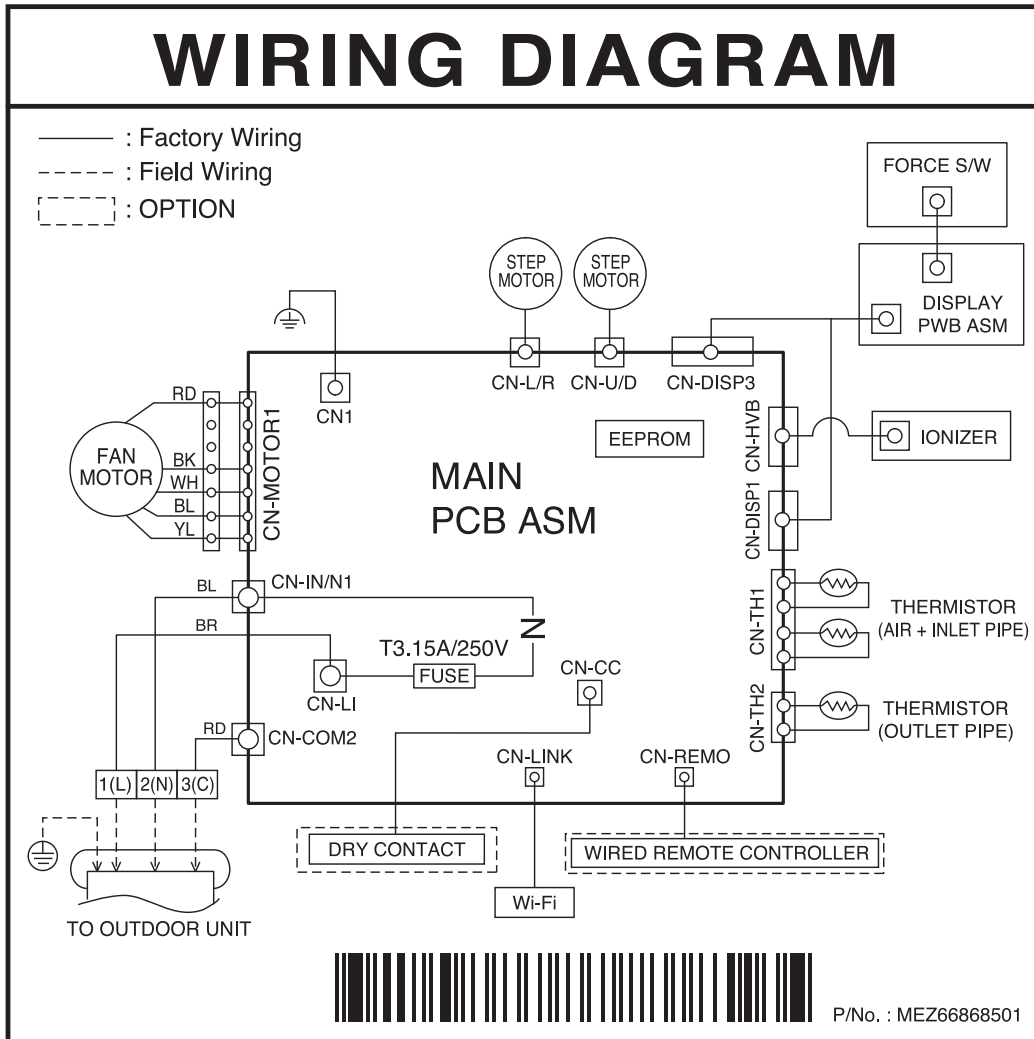 WIRING DIAGRAM
: Factory Wiring
: Field Wiring
: OPTION
FORCE S/W
DISPLAY
PWB ASM
STEP
MOTOR
STEP
MOTOR
CN1
CN-L/R
CN-U/D
CN-DISP3
RD
BK
WH
BL
YL
FAN
MOTOR
CN-MOTOR1
EEPROM
CN-HVB
IONIZER
MAIN
PCB ASM
CN-DISP1
BL
CN-IN/N1
BR
N
T3.15A/250V
FUSE
CN-LI
CN-CC
CN-TH1
THERMISTOR
(AIR + INLET PIPE)
RD
CN-COM2
CN-TH2
THERMISTOR
(OUTLET PIPE)
CN-LINK
CN-REMO
1(L) 2(N) 3(C)
DRY CONTACT
WIRED REMOTE CONTROLLER
Wi-Fi
TO OUTDOOR UNIT
P/No. : MEZ66868501